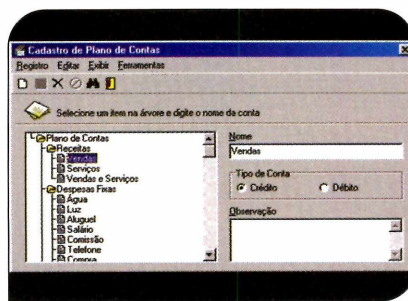 Cadastro de Plano de Contas
Registro Editar Exibir Ferramentas
Selecione um item na árvore e digite o nome da conta
Plano de Contas
Receitas
Vendas
Serviços
Vendas e Serviços
Despesas Fixas
Água
Luz
Aluguel
Salário
Comissão
Telefone
Compra
Nome
Vendas
Tipo de Conta
Crédito Débito
Observação